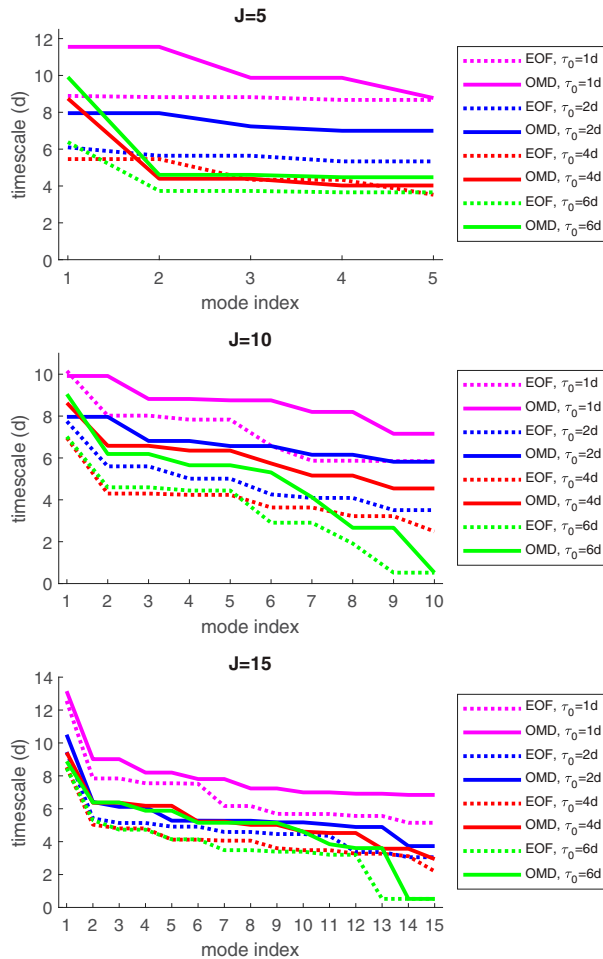 J=5
12
10
8
6
4
2
0
timescale (d)
1 2 3 4 5
mode index
EOF, τ0=1d
OMD, τ0=1d
EOF, τ0=2d
OMD, τ0=2d
EOF, τ0=4d
OMD, τ0=4d
EOF, τ0=6d
OMD, τ0=6d
J=10
10
8
6
4
2
0
timescale (d)
1 2 3 4 5 6 7 8 9 10
mode index
EOF, τ0=1d
OMD, τ0=1d
EOF, τ0=2d
OMD, τ0=2d
EOF, τ0=4d
OMD, τ0=4d
EOF, τ0=6d
OMD, τ0=6d
J=15
14
12
10
8
6
4
2
0
timescale (d)
1 2 3 4 5 6 7 8 9 10 11 12 13 14 15
mode index
EOF, τ0=1d
OMD, τ0=1d
EOF, τ0=2d
OMD, τ0=2d
EOF, τ0=4d
OMD, τ0=4d
EOF, τ0=6d
OMD, τ0=6d